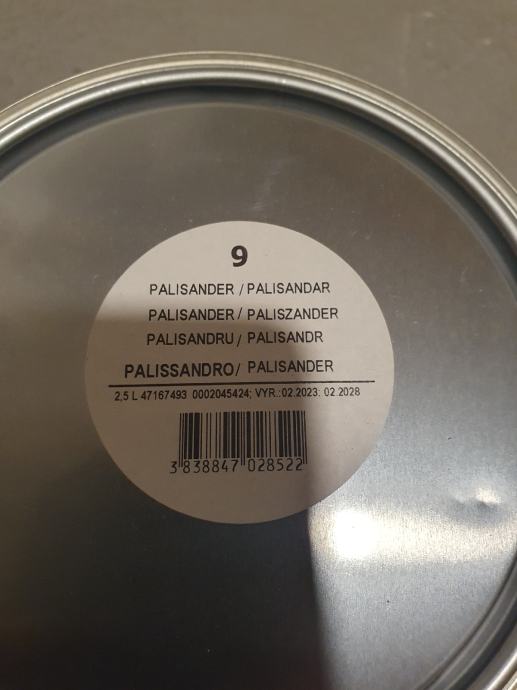 9
PALISANDER / PALISANDAR
PALISANDER / PALISZANDER
PALISANDRU / PALISANDR
PALISSANDRO / PALISANDER
2,5 L 47167493 0002045424; VYR.:02.2023: 02.2028
3 838847 028522